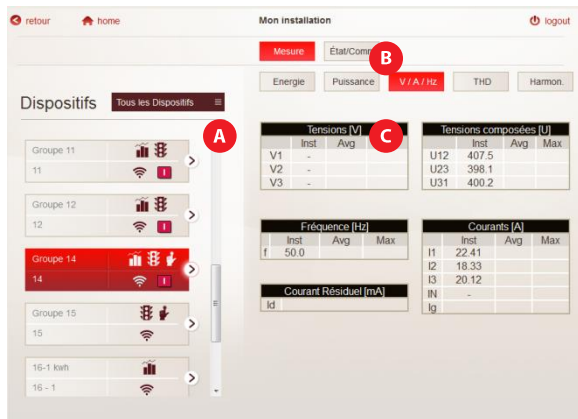 retour home Mon installation logout
Mesure État/Com
B
Energie Puissance V / A / Hz THD Harmon.
Dispositifs Tous les Dispositifs
A
C
Groupe 11
11
I
Groupe 12
12
I
Groupe 14
14
I
Groupe 15
15
16-1 kwh
16 - 1
Tensions [V]
Inst Avg
V1 -
V2 -
V3 -
Tensions composées [U]
Inst Avg Max
U12 407.5
U23 398.1
U31 400.2
Fréquence [Hz]
Inst Avg Max
f 50.0
Courants [A]
Inst Avg Max
I1 22.41
I2 18.33
I3 20.12
IN -
Ig
Courant Résiduel [mA]
Id